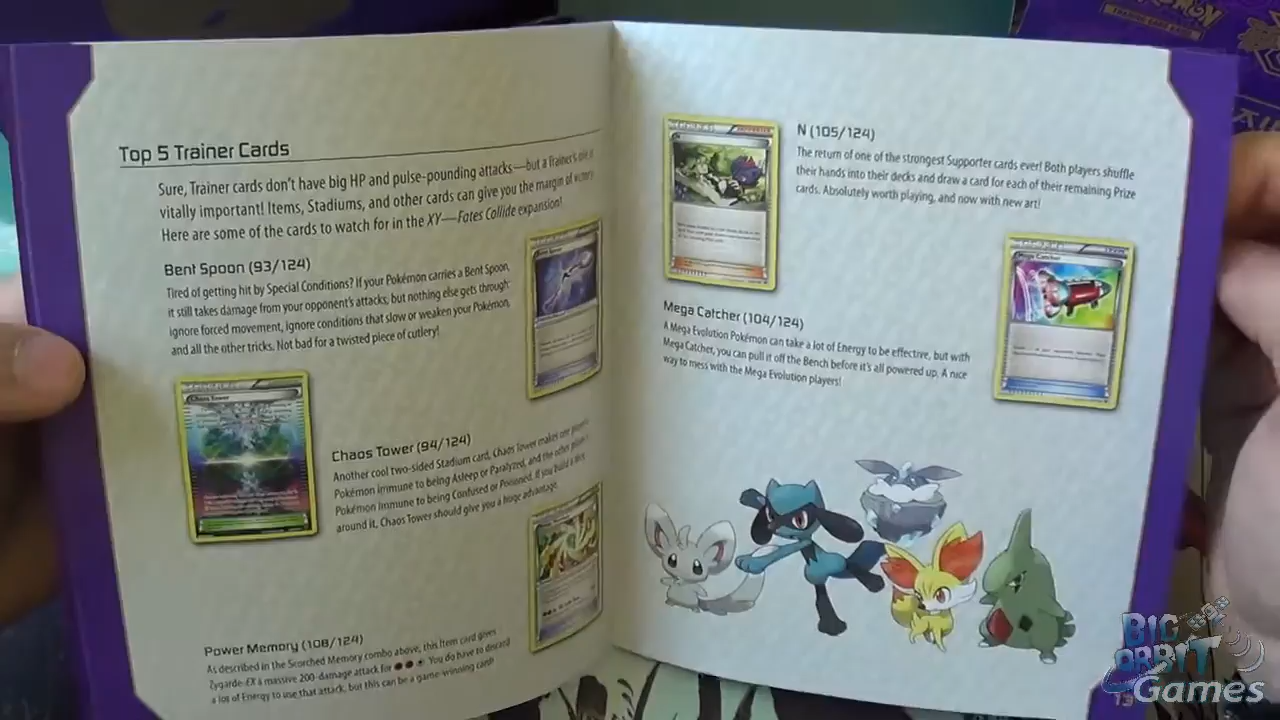 Top 5 Trainer Cards
Sure, Trainer cards don't have big HP and pulse-pounding attacks—but a Trainer's role is
vitally important! Items, Stadiums, and other cards can give you the margin of victory.
Here are some of the cards to watch for in the XY—Fates Collide expansion!
Bent Spoon (93/124)
Tired of getting hit by Special Conditions? If your Pokémon carries a Bent Spoon,
it still takes damage from your opponent's attacks, but nothing else gets through:
ignore forced movement, ignore conditions that slow or weaken your Pokémon,
and all the other tricks. Not bad for a twisted piece of cutlery!
Chaos Tower
Chaos Tower (94/124)
Another cool two-sided Stadium card, Chaos Tower makes one player's
Pokémon immune to being Asleep or Paralyzed, and the other player's
Pokémon immune to being Confused or Poisoned. If you build a deck
around it, Chaos Tower should give you a huge advantage.
Power Memory (108/124)
As described in the Scorched Memory combo above, this Item card gives
Zygarde-EX a massive 200-damage attack for You do have to discard
a lot of Energy to use that attack, but this can be a game-winning card!
N (105/124)
The return of one of the strongest Supporter cards ever! Both players shuffle
their hands into their decks and draw a card for each of their remaining Prize
cards. Absolutely worth playing, and now with new art!
Mega Catcher
Mega Catcher (104/124)
A Mega Evolution Pokémon can take a lot of Energy to be effective, but with
Mega Catcher, you can pull it off the Bench before it's all powered up. A nice
way to mess with the Mega Evolution players!
BIG
ORBIT
Games
13